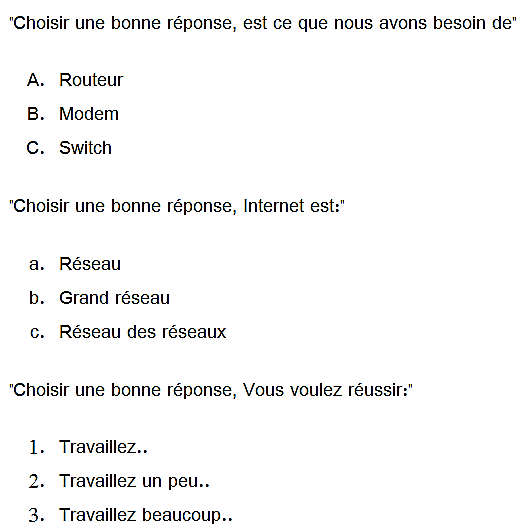 "Choisir une bonne réponse, est ce que nous avons besoin de"
A. Routeur
B. Modem
C. Switch
"Choisir une bonne réponse, Internet est:"
a. Réseau
b. Grand réseau
c. Réseau des réseaux
"Choisir une bonne réponse, Vous voulez réussir:"
1. Travaillez..
2. Travaillez un peu..
3. Travaillez beaucoup..